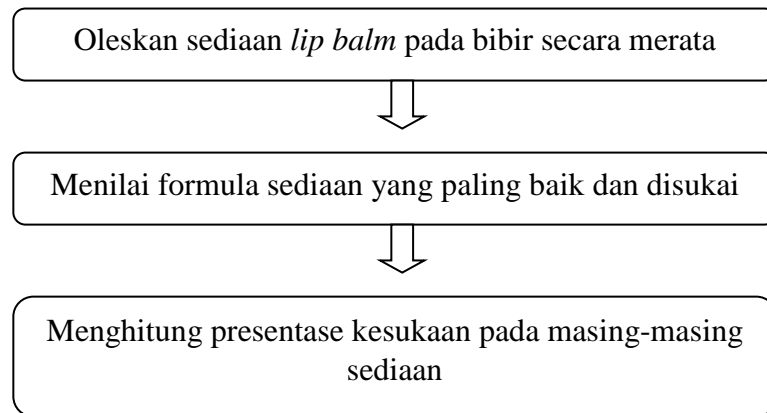 Oleskan sediaan lip balm pada bibir secara merata
Menilai formula sediaan yang paling baik dan disukai
Menghitung presentase kesukaan pada masing-masing
sediaan